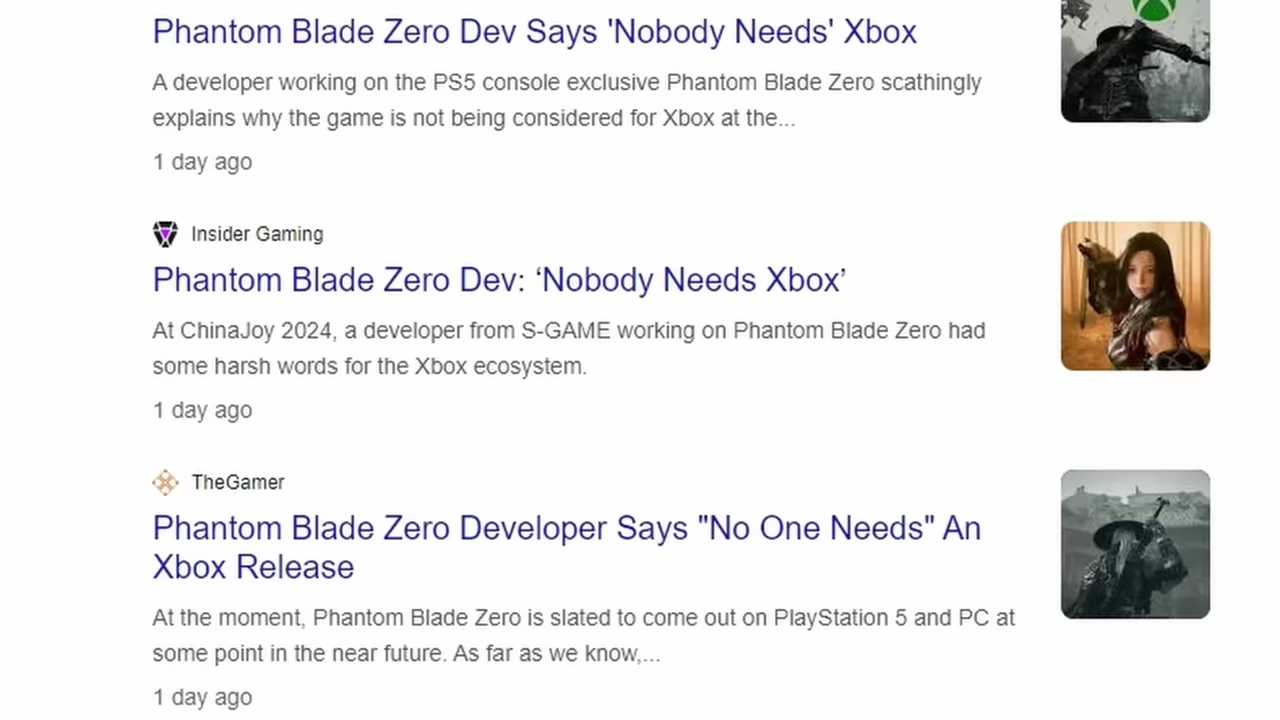 Phantom Blade Zero Dev Says 'Nobody Needs' Xbox
A developer working on the PS5 console exclusive Phantom Blade Zero scathingly
explains why the game is not being considered for Xbox at the...
1 day ago
Insider Gaming
Phantom Blade Zero Dev: ‘Nobody Needs Xbox’
At ChinaJoy 2024, a developer from S-GAME working on Phantom Blade Zero had
some harsh words for the Xbox ecosystem.
1 day ago
TheGamer
Phantom Blade Zero Developer Says "No One Needs" An
Xbox Release
At the moment, Phantom Blade Zero is slated to come out on PlayStation 5 and PC at
some point in the near future. As far as we know,...
1 day ago